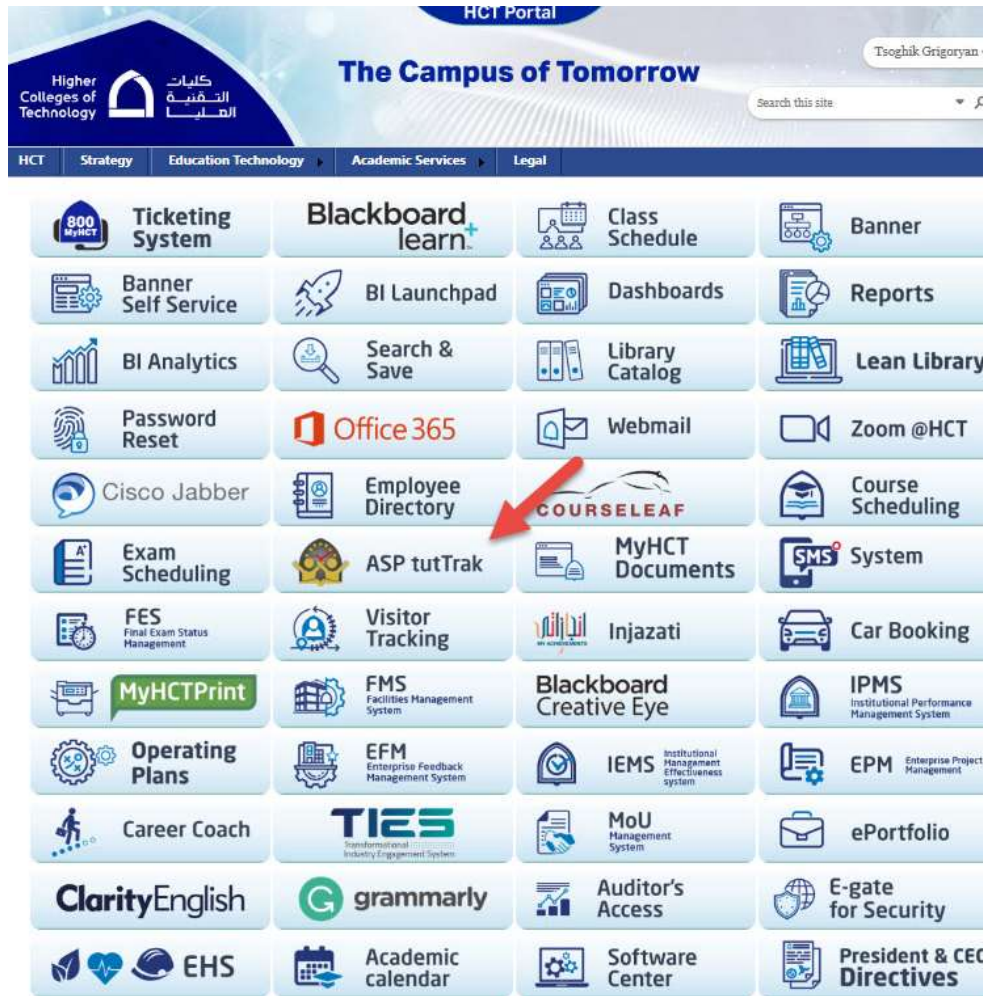 HCT Portal
Higher
Colleges of
Technology
كليات
التقنية
العليا
The Campus of Tomorrow
Tsoghik Grigoryan
Search this site
HCT Strategy Education Technology Academic Services Legal
800
MyHCT
Ticketing
System
Blackboard
learn+
Class
Schedule
Banner
Banner
Self Service
BI Launchpad
Dashboards
Reports
BI Analytics
Search &
Save
Library
Catalog
Lean Library
Password
Reset
Office 365
Webmail
Zoom @HCT
Cisco Jabber
Employee
Directory
COURSELEAF
Course
Scheduling
Exam
Scheduling
ASP tutTrak
MyHCT
Documents
SMS System
FES
Final Exam Status
Management
Visitor
Tracking
إنجازاتي
MY ACHIEVEMENTS
Injazati
Car Booking
MyHCTPrint
FMS
Facilities Management
System
Blackboard
Creative Eye
IPMS
Institutional Performance
Management System
Operating
Plans
EFM
Enterprise Feedback
Management System
IEMS
Institutional
Management
Effectiveness
system
EPM
Enterprise Project
Management
Career Coach
TIES
Transformational
Industry Engagement System
MoU
Management
System
ePortfolio
ClarityEnglish
grammarly
Auditor's
Access
E-gate
for Security
EHS
Academic
calendar
Software
Center
President & CEO
Directives